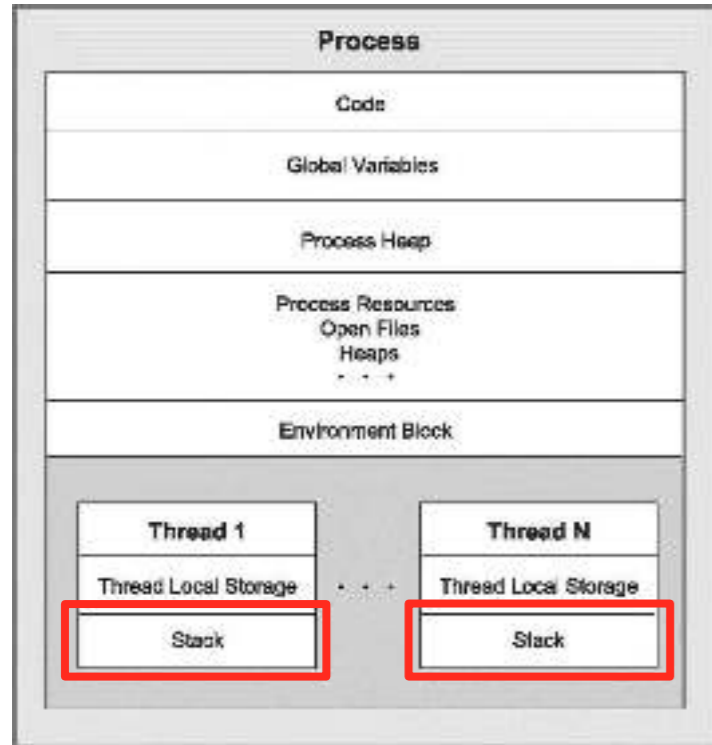 Process
Code
Global Variables
Process Heap
Process Resources
Open Files
Heaps
. . .
Environment Block
Thread 1
Thread Local Storage
Stack
. . .
Thread N
Thread Local Storage
Stack